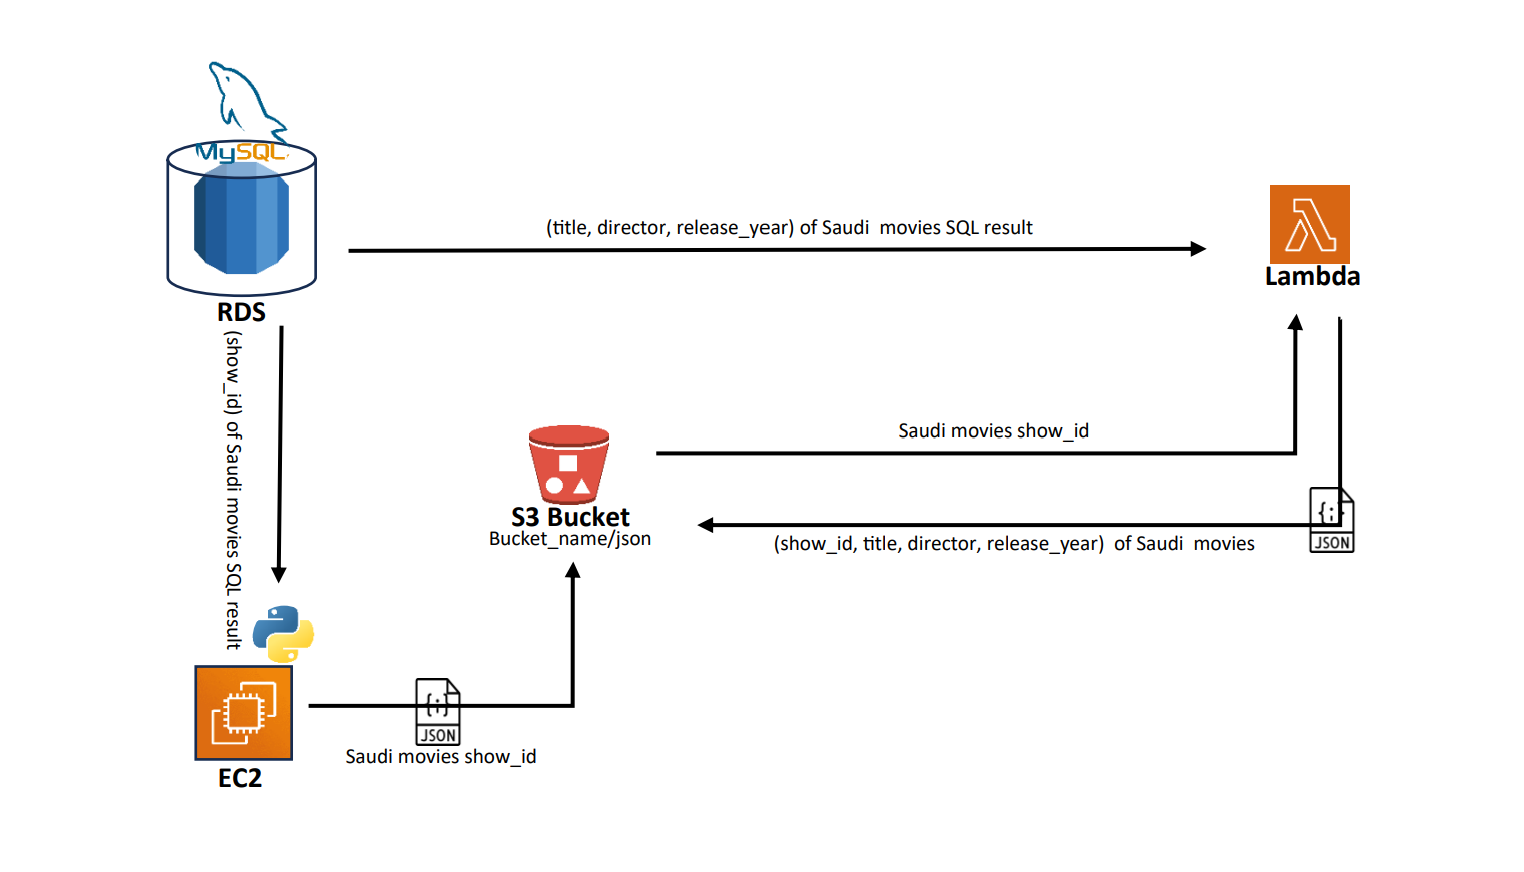 MySQL
(title, director, release_year) of Saudi  movies SQL result
Lambda
RDS
(show_id) of Saudi movies SQL result
Saudi movies show_id
S3 Bucket
Bucket_name/json
{;}
JSON
(show_id, title, director, release_year)  of Saudi  movies
{;}
JSON
Saudi movies show_id
EC2